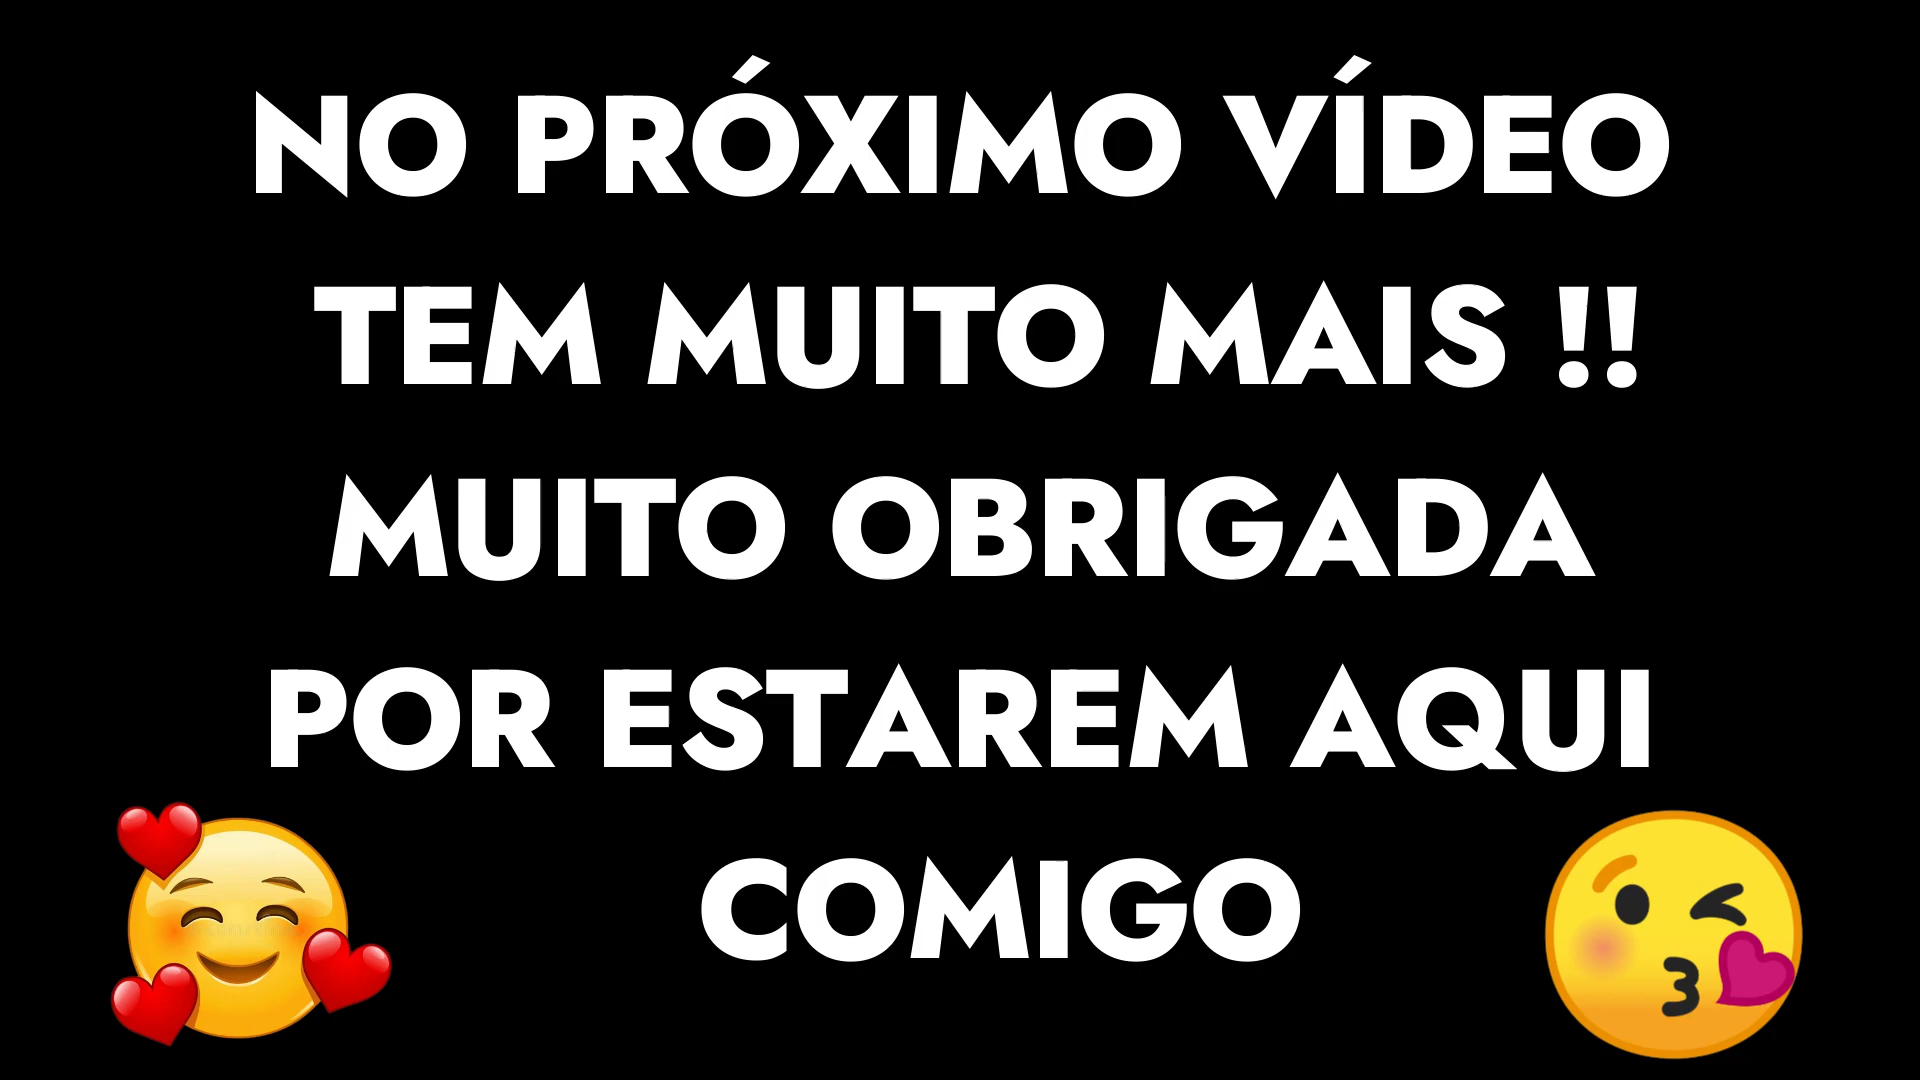 NO PRÓXIMO VÍDEO
TEM MUITO MAIS !!
MUITO OBRIGADA
POR ESTAREM AQUI
COMIGO